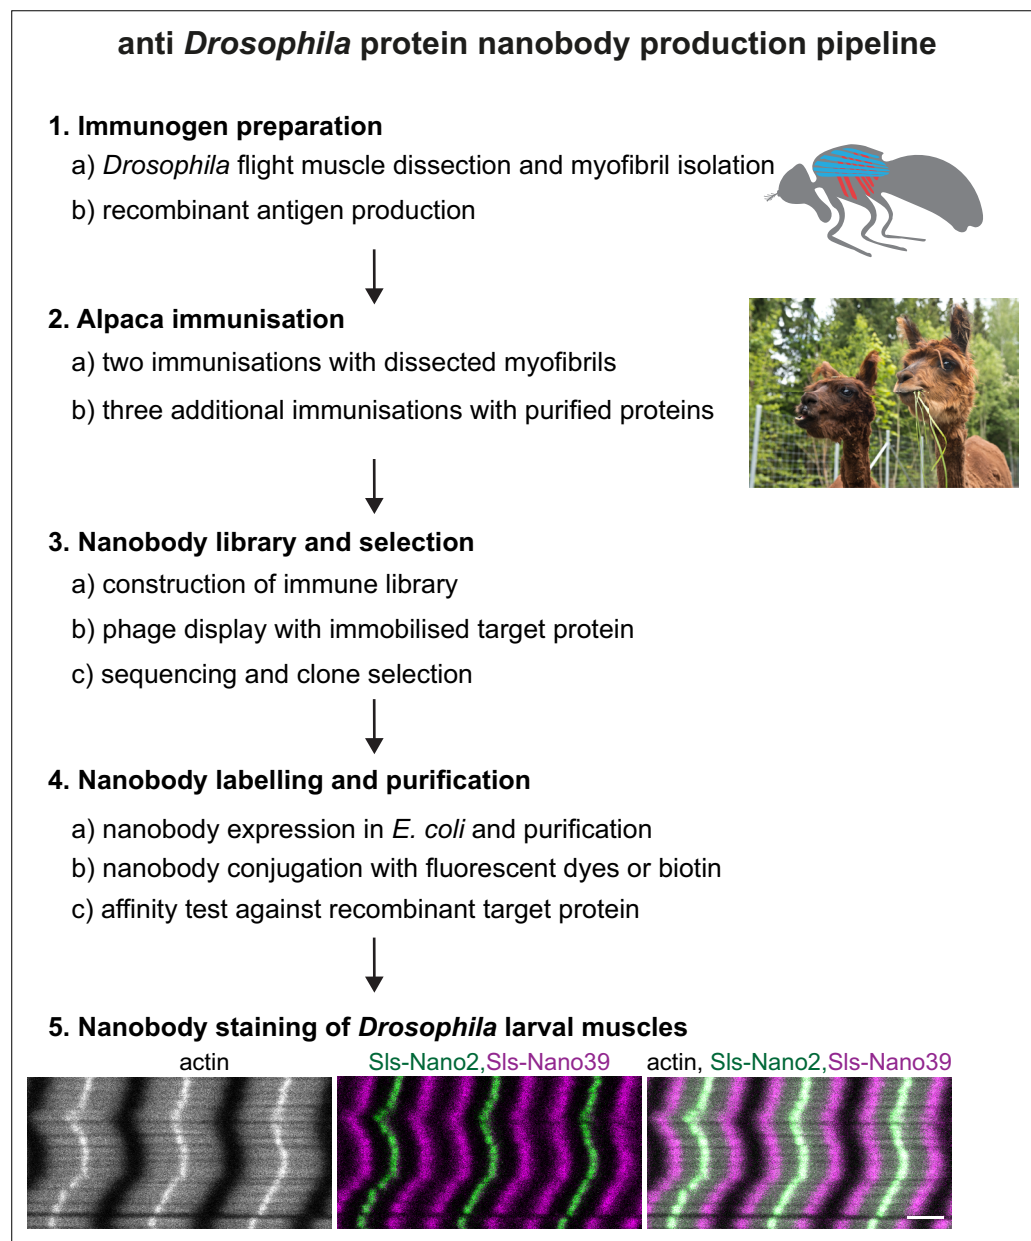 anti Drosophila protein nanobody production pipeline
1. Immunogen preparation
a) Drosophila flight muscle dissection and myofibril isolation
b) recombinant antigen production
2. Alpaca immunisation
a) two immunisations with dissected myofibrils
b) three additional immunisations with purified proteins
3. Nanobody library and selection
a) construction of immune library
b) phage display with immobilised target protein
c) sequencing and clone selection
4. Nanobody labelling and purification
a) nanobody expression in E. coli and purification
b) nanobody conjugation with fluorescent dyes or biotin
c) affinity test against recombinant target protein
5. Nanobody staining of Drosophila larval muscles
actin
Sls-Nano2,Sls-Nano39
actin, Sls-Nano2,Sls-Nano39